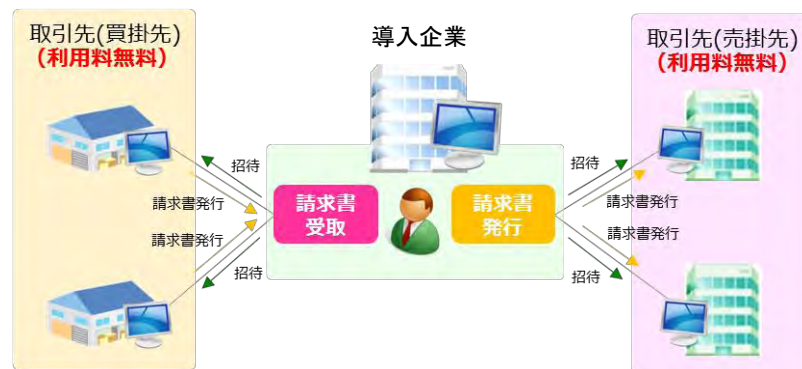 取引先(買掛先)
(利用料無料)
招待
請求書発行
請求書発行
招待
導入企業
請求書
受取
請求書
発行
取引先(売掛先)
(利用料無料)
招待
請求書発行
請求書発行
招待